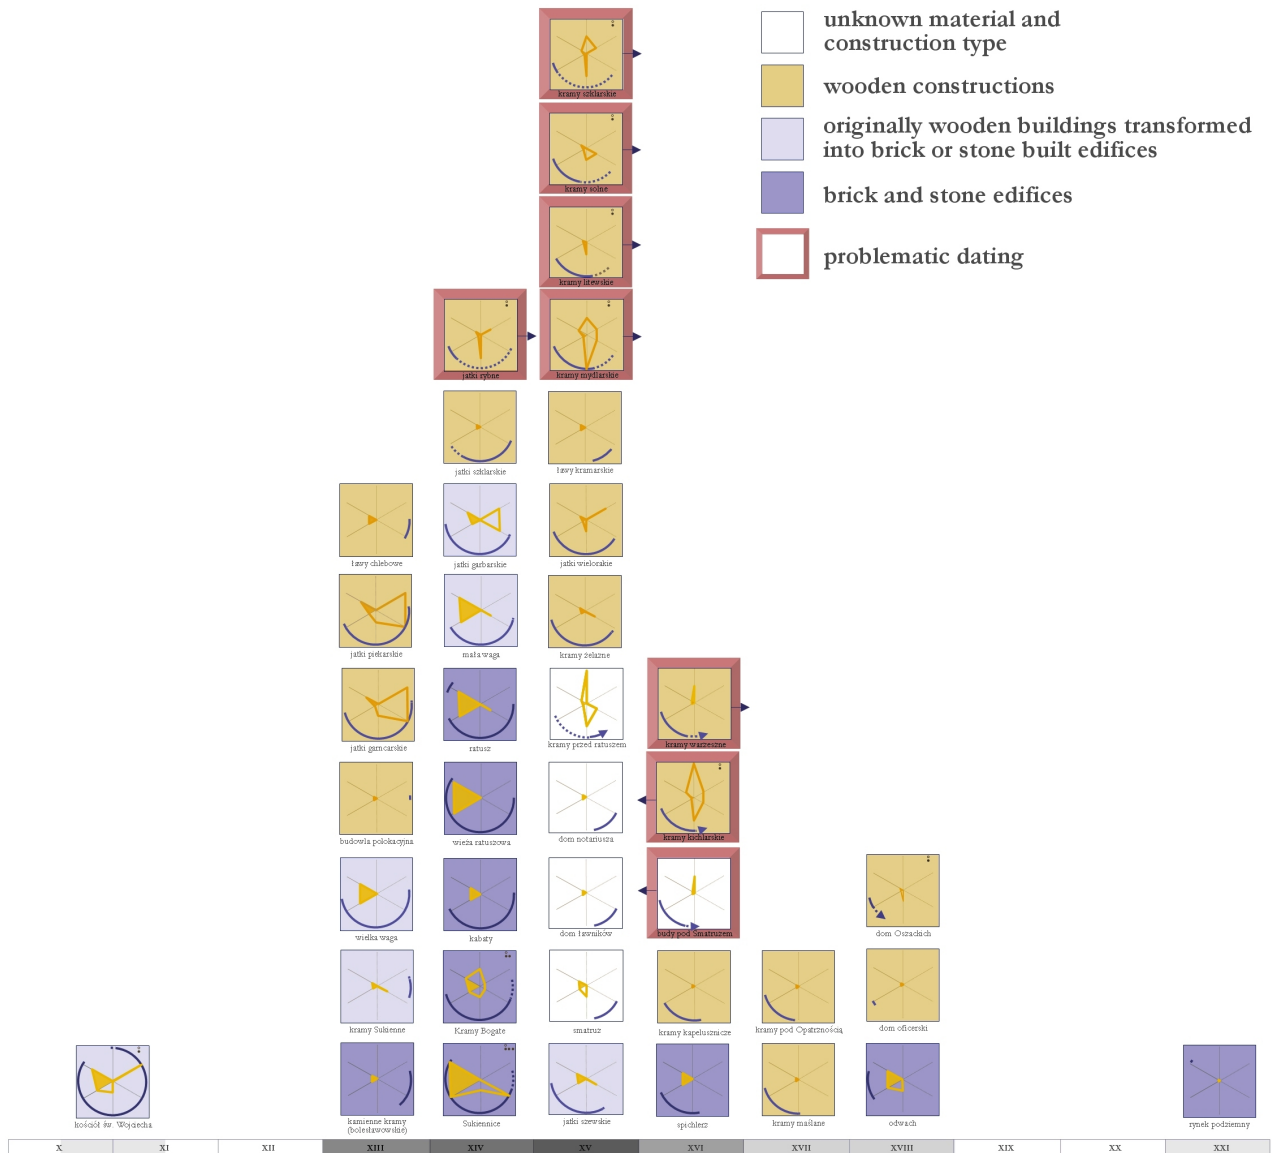 unknown material and
construction type
wooden constructions
originally wooden buildings transformed
into brick or stone built edifices
brick and stone edifices
problematic dating
kramy szklarskie
kramy solne
kramy litewskie
jatki rybne
kramy mydlarskie
jatki szklarskie
ławy kramarskie
ławy chlebowe
jatki garbarskie
jatki wielorakie
jatki piekarskie
mała waga
kramy żelazne
jatki garncarskie
ratusz
kramy przed ratuszem
kramy warzeszne
budowla polokacyjna
wieża ratuszowa
dom notariusza
kramy kichlarskie
wielka waga
kabaty
dom ławników
budy pod Smatruzem
dom Oszackich
kramy Sukienne
Kramy Bogate
smatruz
kramy kapelusznicze
kramy pod Opatrznością
dom oficerski
kościół św. Wojciecha
kamienne kramy
(bolesławowskie)
Sukiennice
jatki szewskie
spichlerz
kramy maślane
odwach
rynek podziemny
X XI XII XIII XIV XV XVI XVII XVIII XIX XX XXI